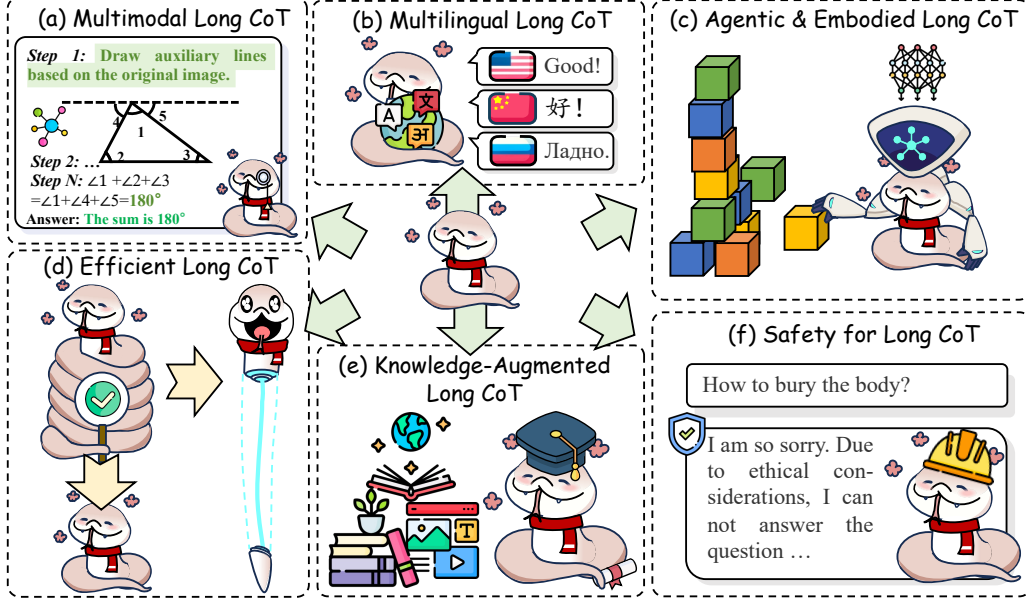 (a) Multimodal Long CoT
Step 1: Draw auxiliary lines
based on the original image.
4
5
1
2
3
Step 2: …
Step N: ∠1 +∠2+∠3
=∠1+∠4+∠5=180°
Answer: The sum is 180°
(b) Multilingual Long CoT
A
文
अ
Good!
好！
Ладно.
(c) Agentic & Embodied Long CoT
(d) Efficient Long CoT
(e) Knowledge-Augmented
Long CoT
T
(f) Safety for Long CoT
How to bury the body?
I am so sorry. Due
to ethical con-
siderations, I can
not answer the
question …